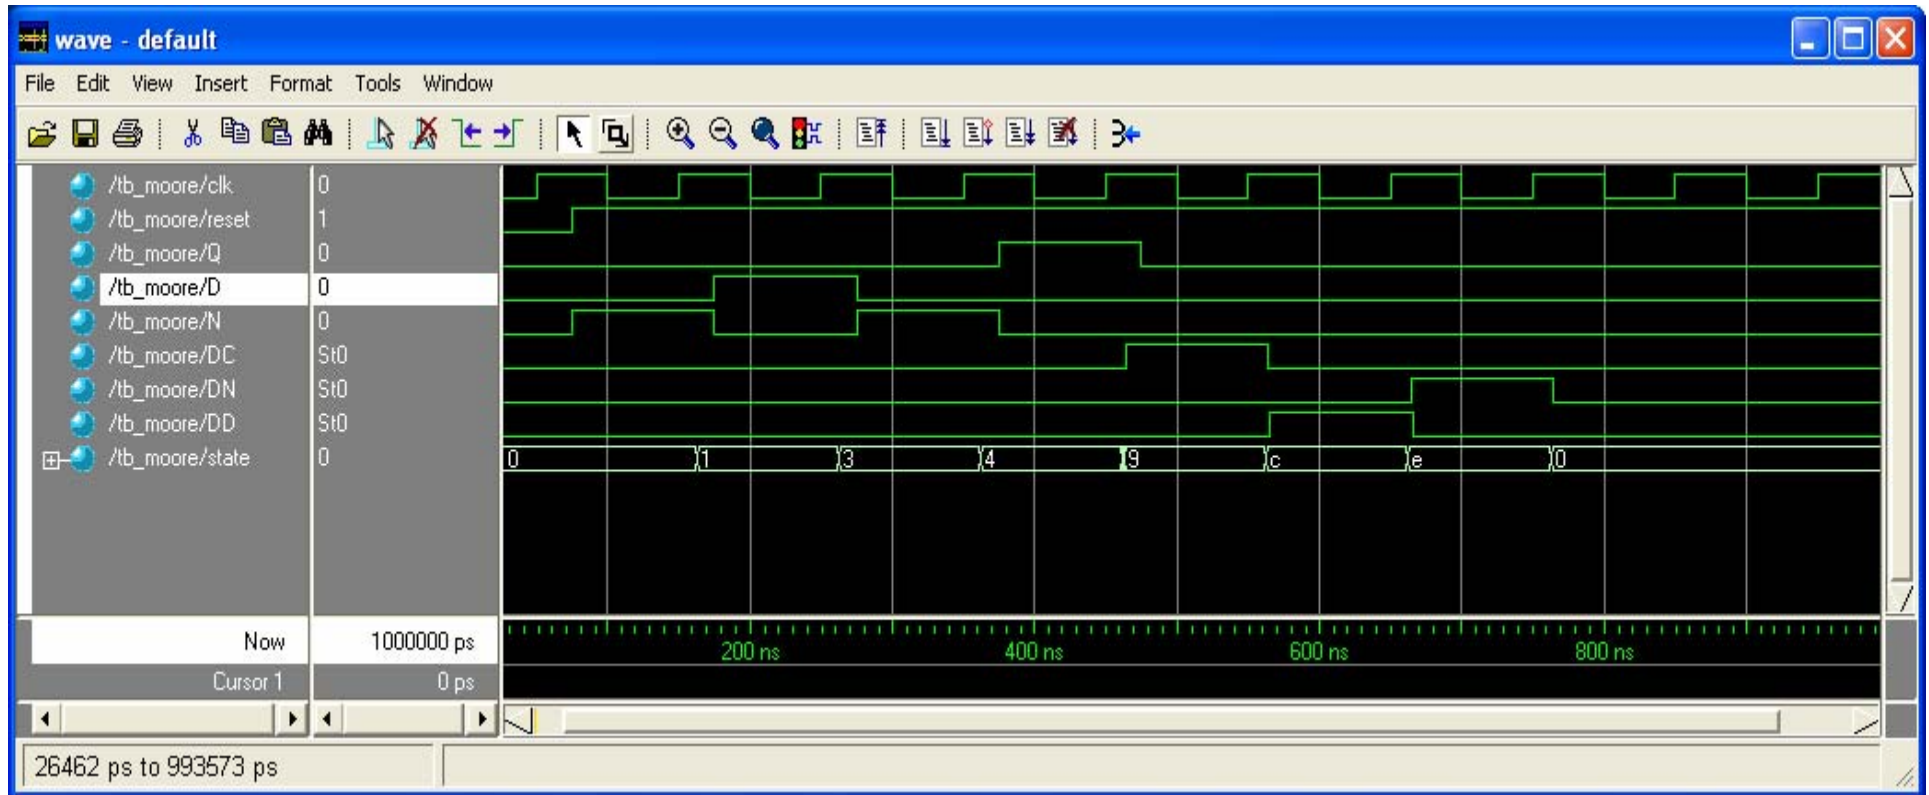 wave - default
File Edit View Insert Format Tools Window
/tb_moore/clk 0
/tb_moore/reset 1
/tb_moore/Q 0
/tb_moore/D 0
/tb_moore/N 0
/tb_moore/DC St0
/tb_moore/DN St0
/tb_moore/DD St0
/tb_moore/state 0 0 1 3 4 9 c e 0
Now 1000000 ps
200 ns 400 ns 600 ns 800 ns
Cursor 1 0 ps
26462 ps to 993573 ps